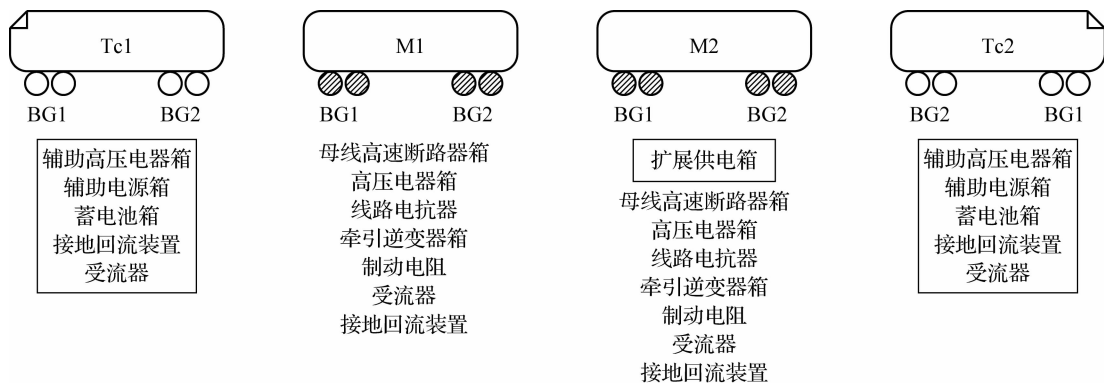 Tc1
M1
M2
Tc2
BG1
BG2
BG1
BG2
BG1
BG2
BG2
BG1
辅助高压电器箱
辅助电源箱
蓄电池箱
接地回流装置
受流器
母线高速断路器箱
高压电器箱
线路电抗器
牵引逆变器箱
制动电阻
受流器
接地回流装置
扩展供电箱
母线高速断路器箱
高压电器箱
线路电抗器
牵引逆变器箱
制动电阻
受流器
接地回流装置
辅助高压电器箱
辅助电源箱
蓄电池箱
接地回流装置
受流器